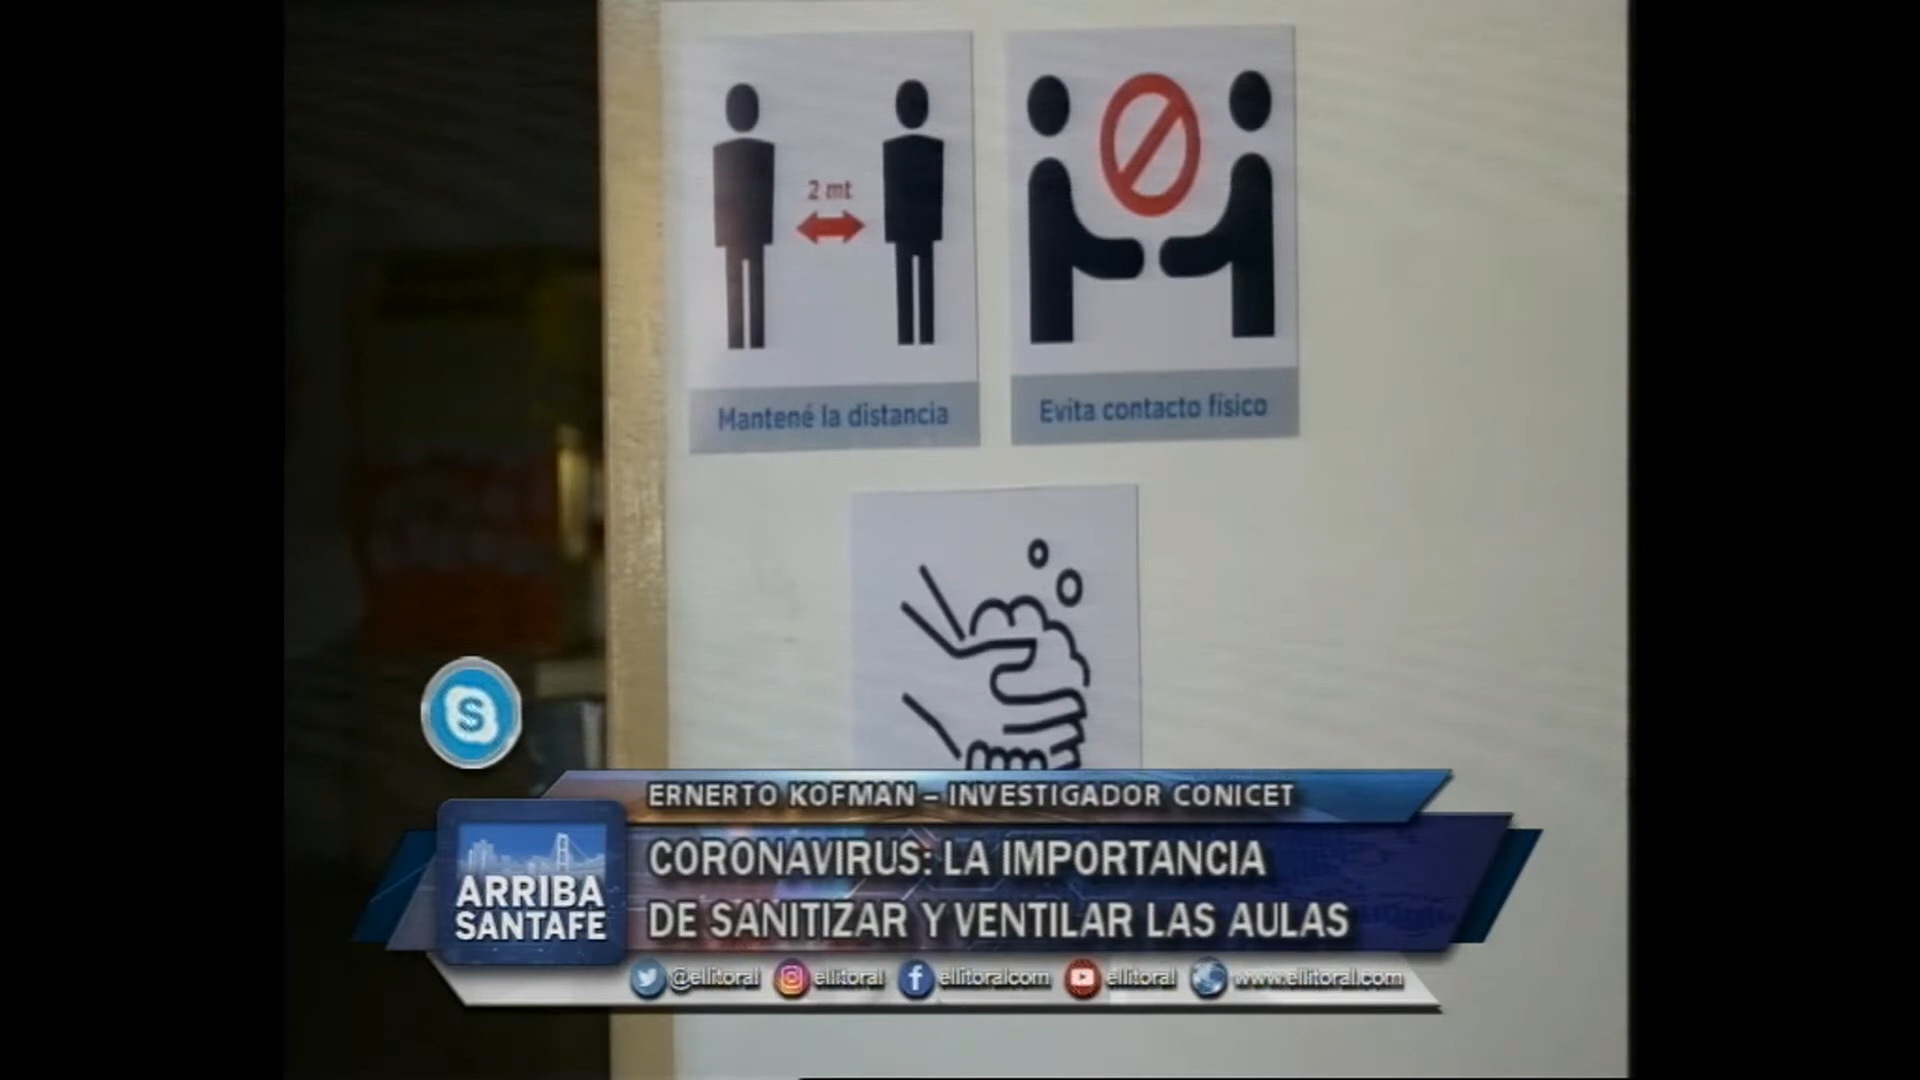 2 mt
Mantené la distancia
Evita contacto físico
S
ERNERTO KOFMAN – INVESTIGADOR CONICET
ARRIBA
SANTAFE
CORONAVIRUS: LA IMPORTANCIA
DE SANITIZAR Y VENTILAR LAS AULAS
@ellitoral ellitoral ellitoralcom ellitoral www.ellitoral.com